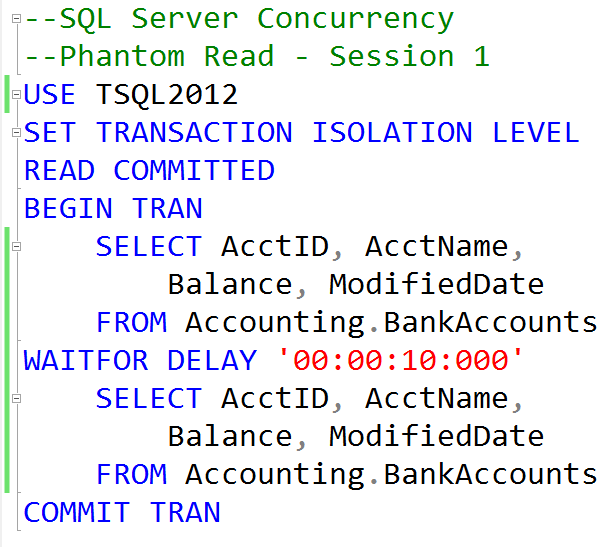 --SQL Server Concurrency
--Phantom Read - Session 1
USE TSQL2012
SET TRANSACTION ISOLATION LEVEL
READ COMMITTED
BEGIN TRAN
SELECT AcctID, AcctName,
Balance, ModifiedDate
FROM Accounting.BankAccounts
WAITFOR DELAY '00:00:10:000'
SELECT AcctID, AcctName,
Balance, ModifiedDate
FROM Accounting.BankAccounts
COMMIT TRAN